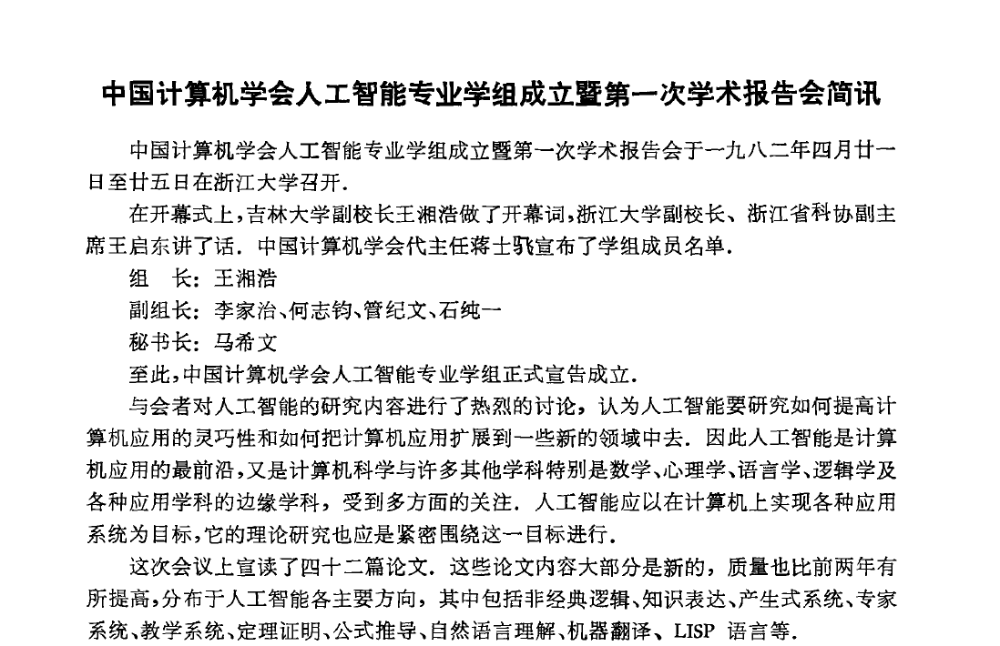 中国计算机学会人工智能专业学组成立暨第一次学术报告会简讯
中国计算机学会人工智能专业学组成立暨第一次学术报告会于一九八二年四月廿一
日至廿五日在浙江大学召开．
在开幕式上，吉林大学副校长王湘浩做了开幕词，浙江大学副校长、浙江省科协副主
席王启东讲了话．中国计算机学会代主任蒋士𬴂宣布了学组成员名单．
组　长：王湘浩
副组长：李家治、何志钧、管纪文、石纯一
秘书长：马希文
至此，中国计算机学会人工智能专业学组正式宣告成立．
与会者对人工智能的研究内容进行了热烈的讨论，认为人工智能要研究如何提高计
算机应用的灵巧性和如何把计算机应用扩展到一些新的领域中去．因此人工智能是计算
机应用的最前沿，又是计算机科学与许多其他学科特别是数学、心理学、语言学、逻辑学及
各种应用学科的边缘学科，受到多方面的关注．人工智能应以在计算机上实现各种应用
系统为目标，它的理论研究也应是紧密围绕这一目标进行．
这次会议上宣读了四十二篇论文．这些论文内容大部分是新的，质量也比前两年有
所提高，分布于人工智能各主要方向，其中包括非经典逻辑、知识表达、产生式系统、专家
系统、教学系统、定理证明、公式推导、自然语言理解、机器翻译、LISP 语言等．